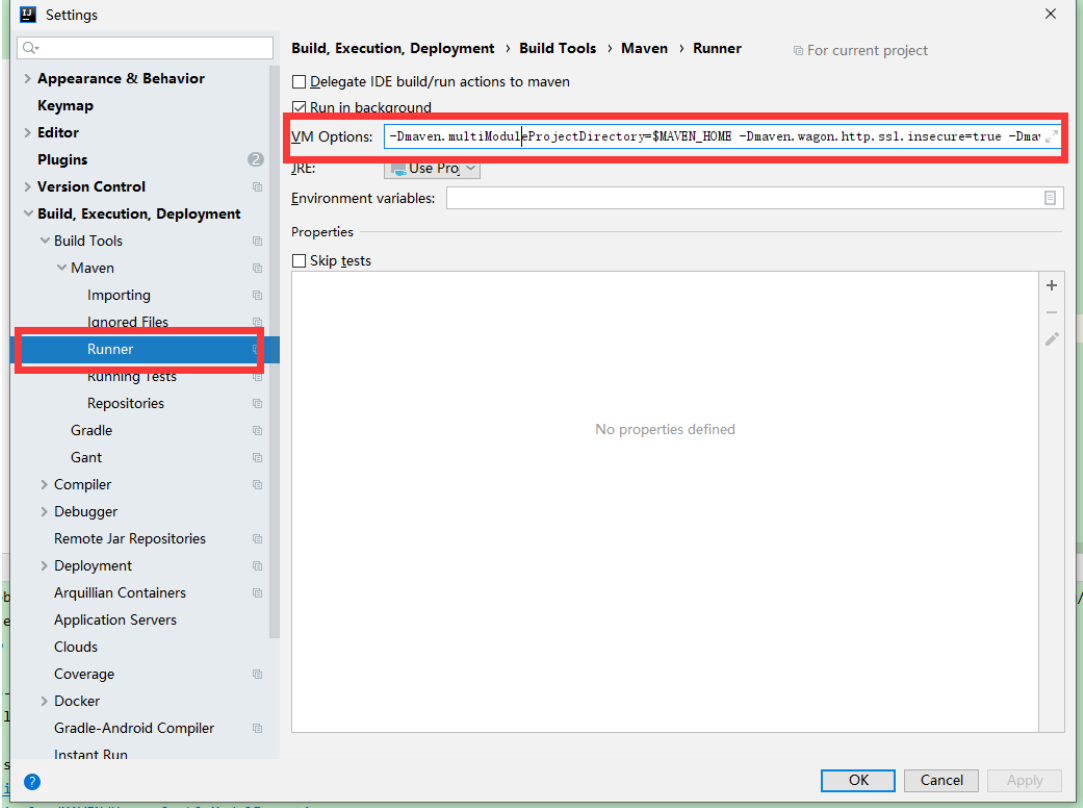 Settings
Build, Execution, Deployment › Build Tools › Maven › Runner
For current project
Appearance & Behavior
Keymap
Editor
Plugins
2
Version Control
Build, Execution, Deployment
Build Tools
Maven
Importing
Ignored Files
Runner
Running Tests
Repositories
Gradle
Gant
Compiler
Debugger
Remote Jar Repositories
Deployment
Arquillian Containers
Application Servers
Clouds
Coverage
Docker
Gradle-Android Compiler
Instant Run
Delegate IDE build/run actions to maven
Run in background
VM Options: -Dmaven.multiModuleProjectDirectory=$MAVEN_HOME -Dmaven.wagon.http.ssl.insecure=true -Dmav
JRE: Use Proj
Environment variables:
Properties
Skip tests
No properties defined
?
OK
Cancel
Apply